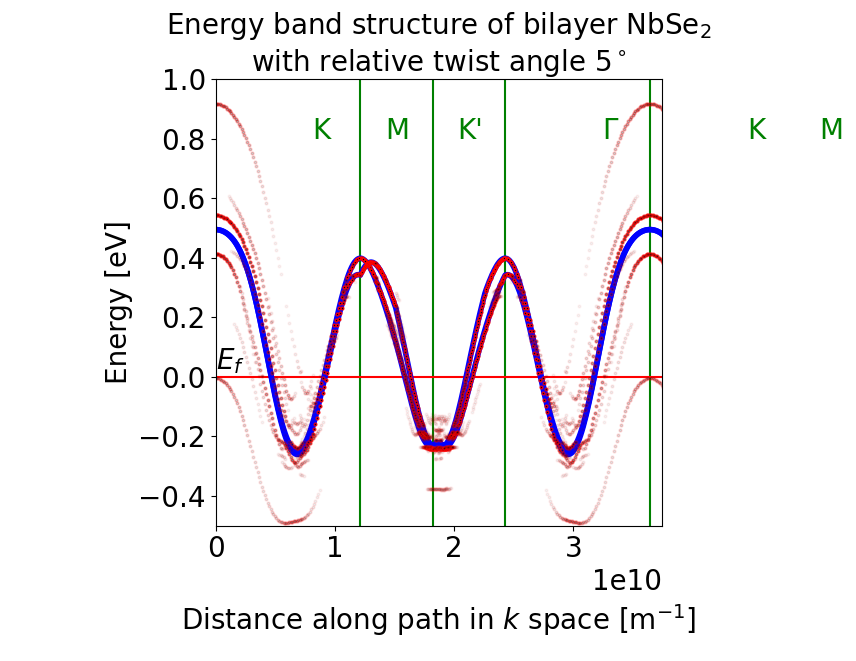 Energy band structure of bilayer NbSe₂
with relative twist angle 5°
1.0
K M K' Γ K M
0.8
0.6
0.4
0.2
E_f
0.0
−0.2
−0.4
Energy [eV]
0 1 2 3
1e10
Distance along path in k space [m⁻¹]